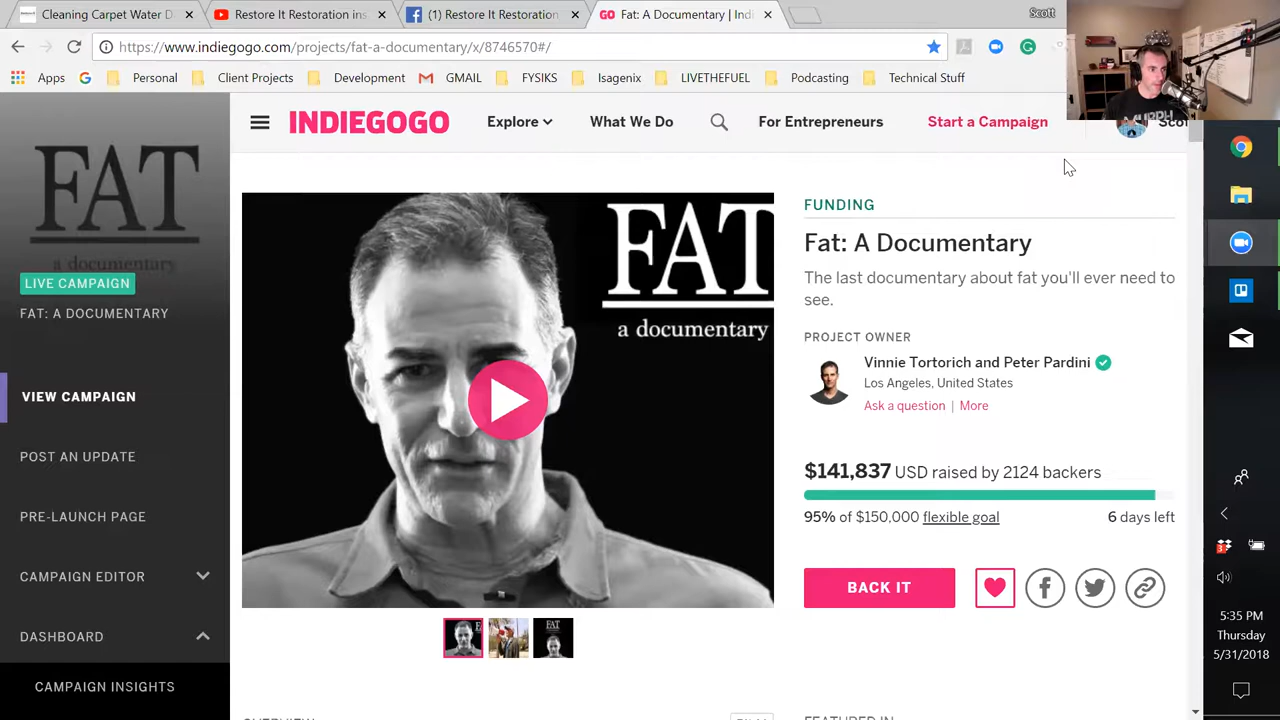 Cleaning Carpet Water D
Restore It Restoration ins
(1) Restore It Restoration
Fat: A Documentary | Indi
Scott
https://www.indiegogo.com/projects/fat-a-documentary/x/8746570#/
Apps
Personal
Client Projects
Development
GMAIL
FYSIKS
Isagenix
LIVETHEFUEL
Podcasting
Technical Stuff
INDIEGOGO
Explore
What We Do
For Entrepreneurs
Start a Campaign
Scot
FAT
a documentary
LIVE CAMPAIGN
FAT: A DOCUMENTARY
VIEW CAMPAIGN
POST AN UPDATE
PRE-LAUNCH PAGE
CAMPAIGN EDITOR
DASHBOARD
CAMPAIGN INSIGHTS
FAT
a documentary
FUNDING
Fat: A Documentary
The last documentary about fat you'll ever need to
see.
PROJECT OWNER
Vinnie Tortorich and Peter Pardini
Los Angeles, United States
Ask a question | More
$141,837 USD raised by 2124 backers
95% of $150,000 flexible goal
6 days left
BACK IT
OVERVIEW
FILM
FEATURED IN
5:35 PM
Thursday
5/31/2018